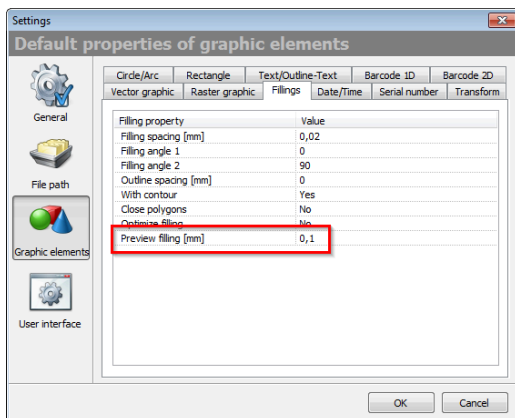 Settings
Default properties of graphic elements
General
File path
Graphic elements
User interface
Circle/Arc Rectangle Text/Outline-Text Barcode 1D Barcode 2D
Vector graphic Raster graphic Fillings Date/Time Serial number Transform
Filling property Value
Filling spacing [mm] 0,02
Filling angle 1 0
Filling angle 2 90
Outline spacing [mm] 0
With contour Yes
Close polygons No
Optimize filling No
Preview filling [mm] 0,1
OK Cancel